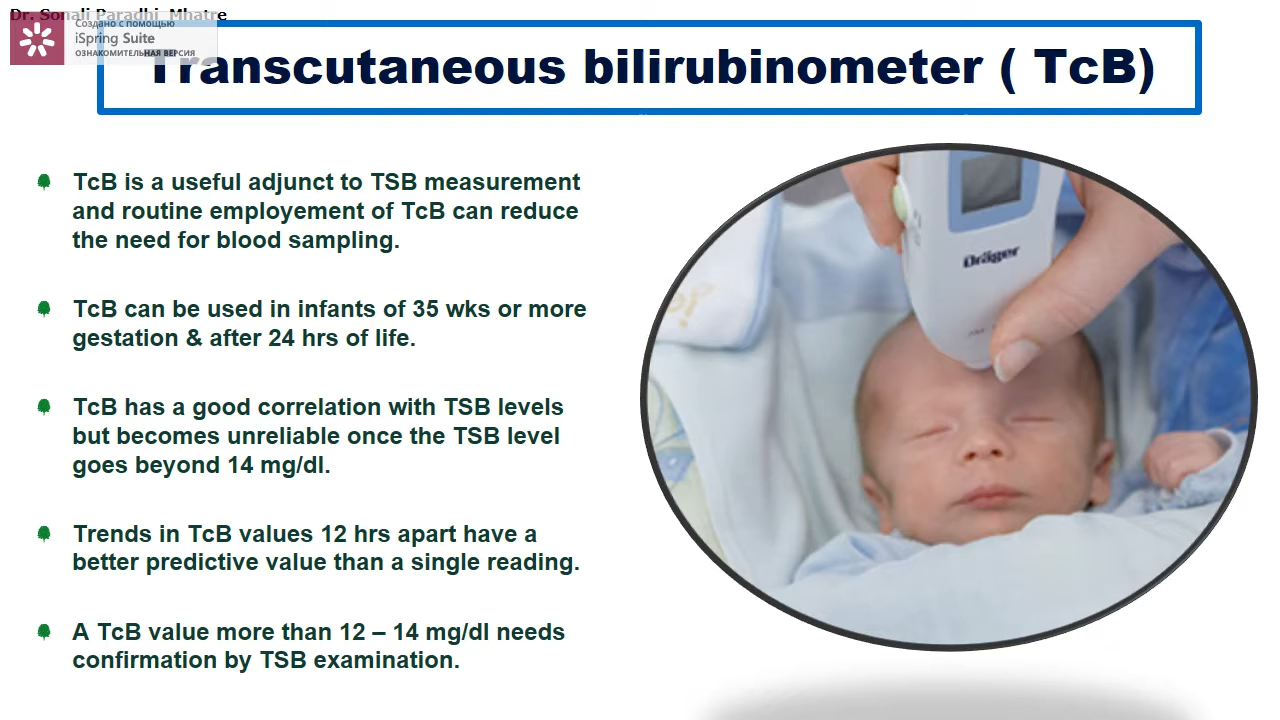 Dr. Sonali Paradhi Mhatre
Создано с помощью
iSpring Suite
ОЗНАКОМИТЕЛЬНАЯ ВЕРСИЯ
Transcutaneous bilirubinometer ( TcB)
TcB is a useful adjunct to TSB measurement
and routine employement of TcB can reduce
the need for blood sampling.
TcB can be used in infants of 35 wks or more
gestation & after 24 hrs of life.
TcB has a good correlation with TSB levels
but becomes unreliable once the TSB level
goes beyond 14 mg/dl.
Trends in TcB values 12 hrs apart have a
better predictive value than a single reading.
A TcB value more than 12 – 14 mg/dl needs
confirmation by TSB examination.
Dräger